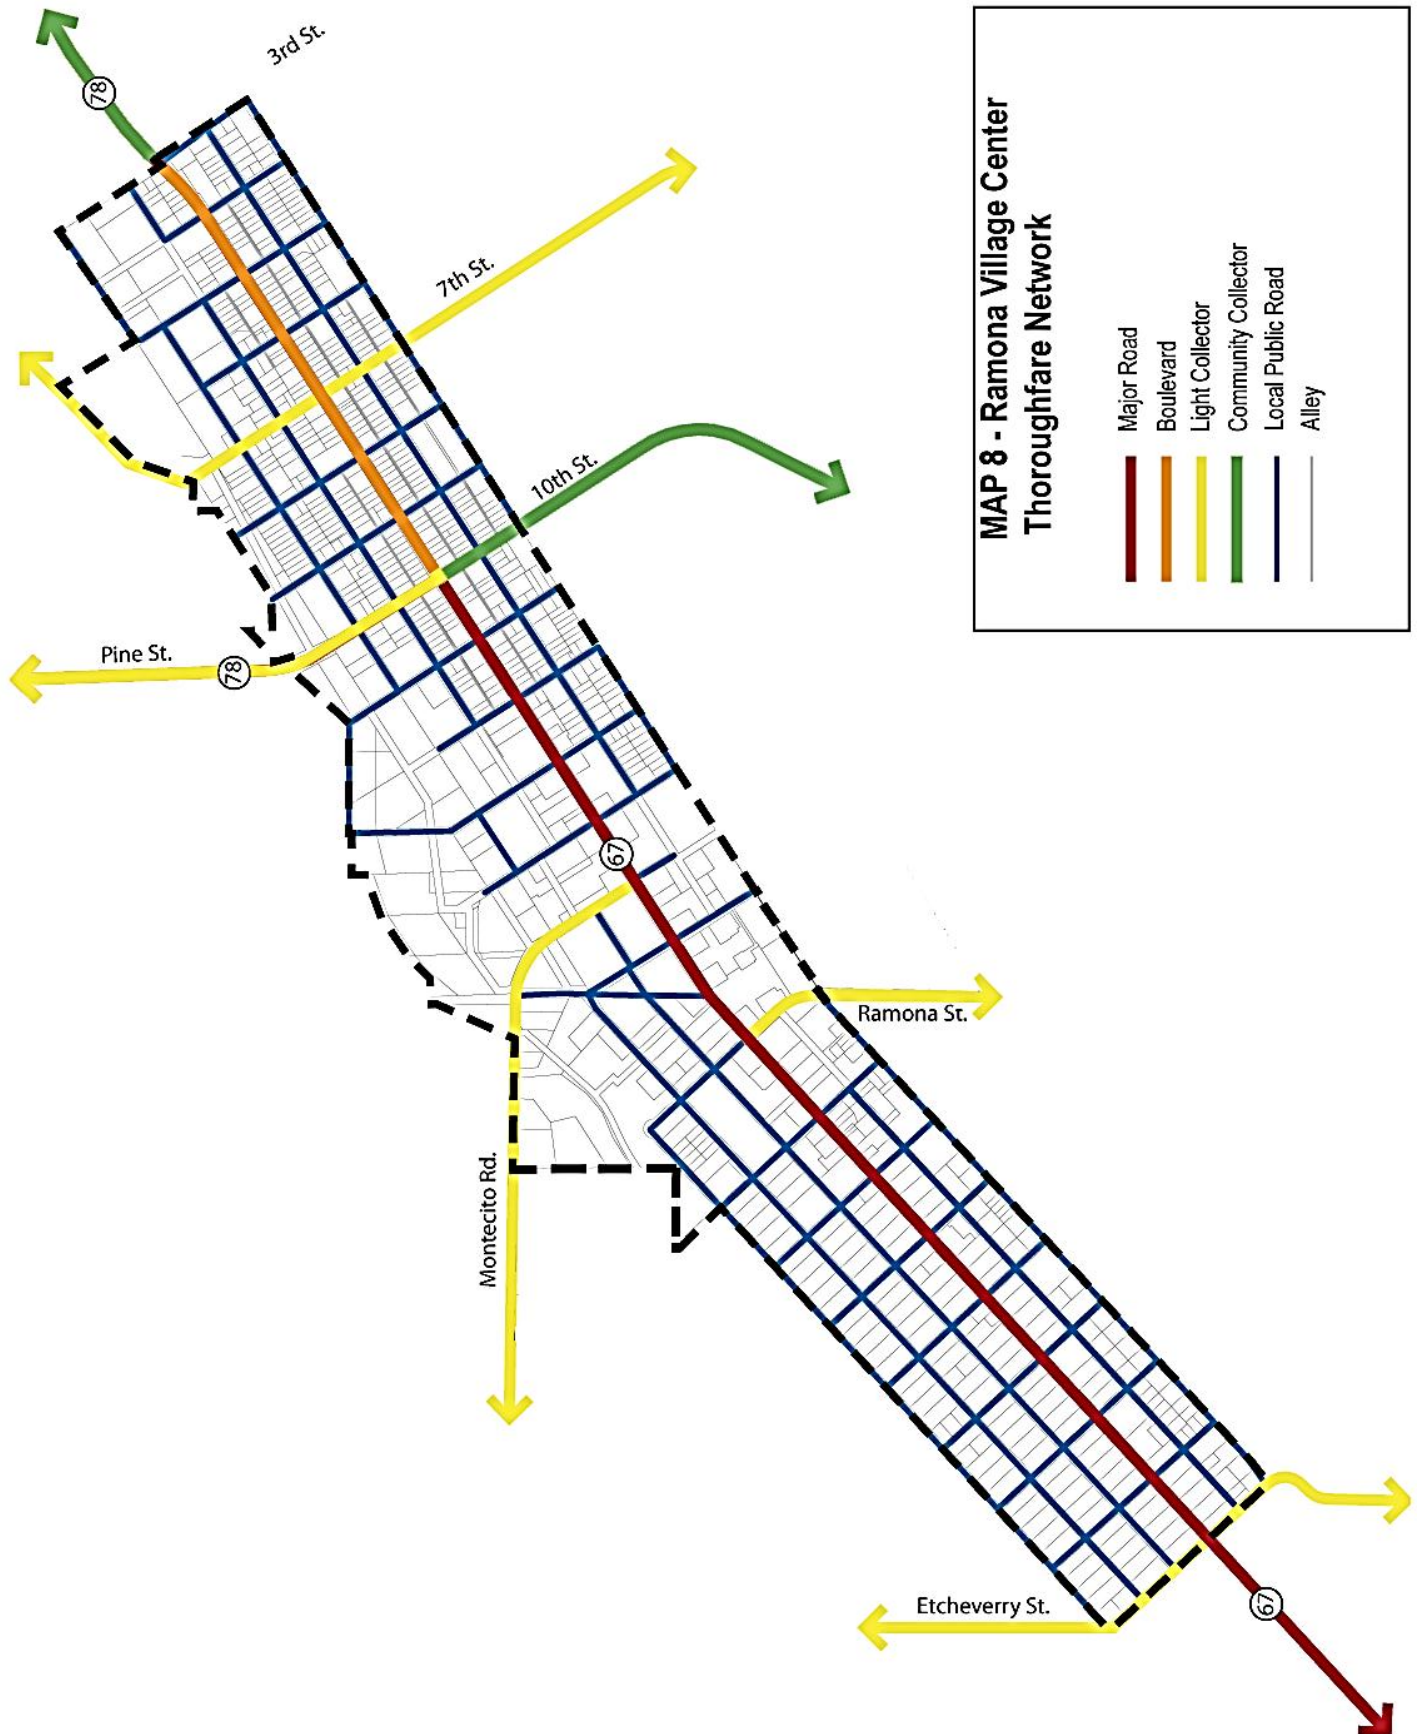 MAP 8 - Ramona Village Center
Thoroughfare Network
Major Road
Boulevard
Light Collector
Community Collector
Local Public Road
Alley
3rd St.
78
7th St.
10th St.
Pine St.
78
67
Ramona St.
Montecito Rd.
Etcheverry St.
67